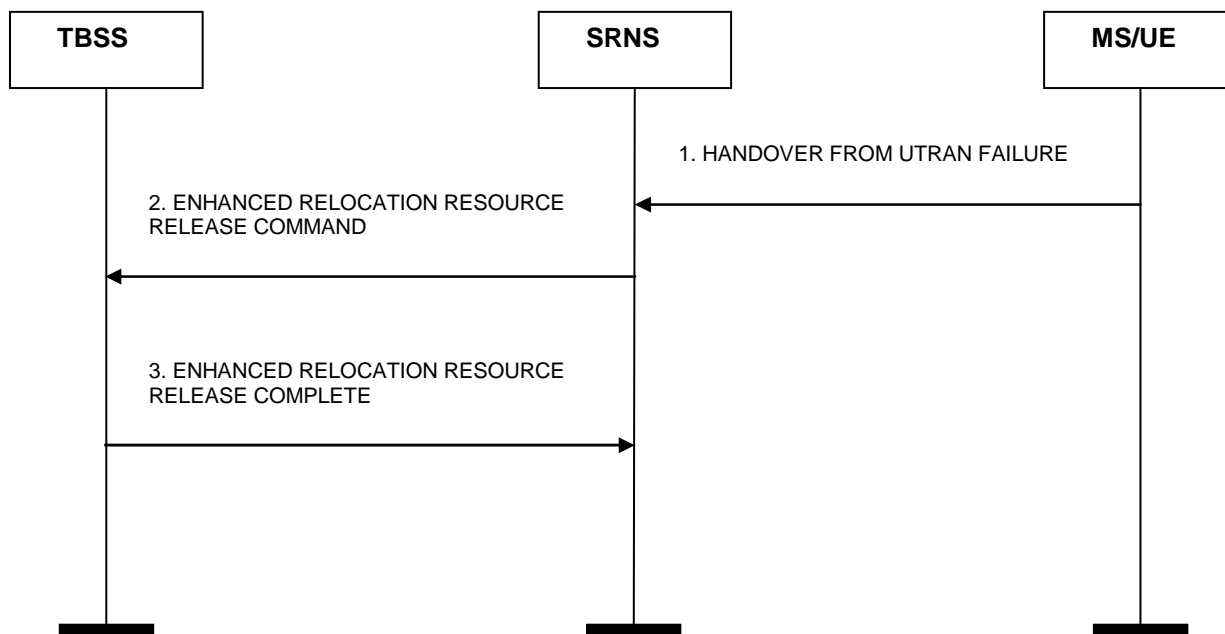 TBSS
SRNS
MS/UE
1. HANDOVER FROM UTRAN FAILURE
2. ENHANCED RELOCATION RESOURCE
RELEASE COMMAND
3. ENHANCED RELOCATION RESOURCE
RELEASE COMPLETE